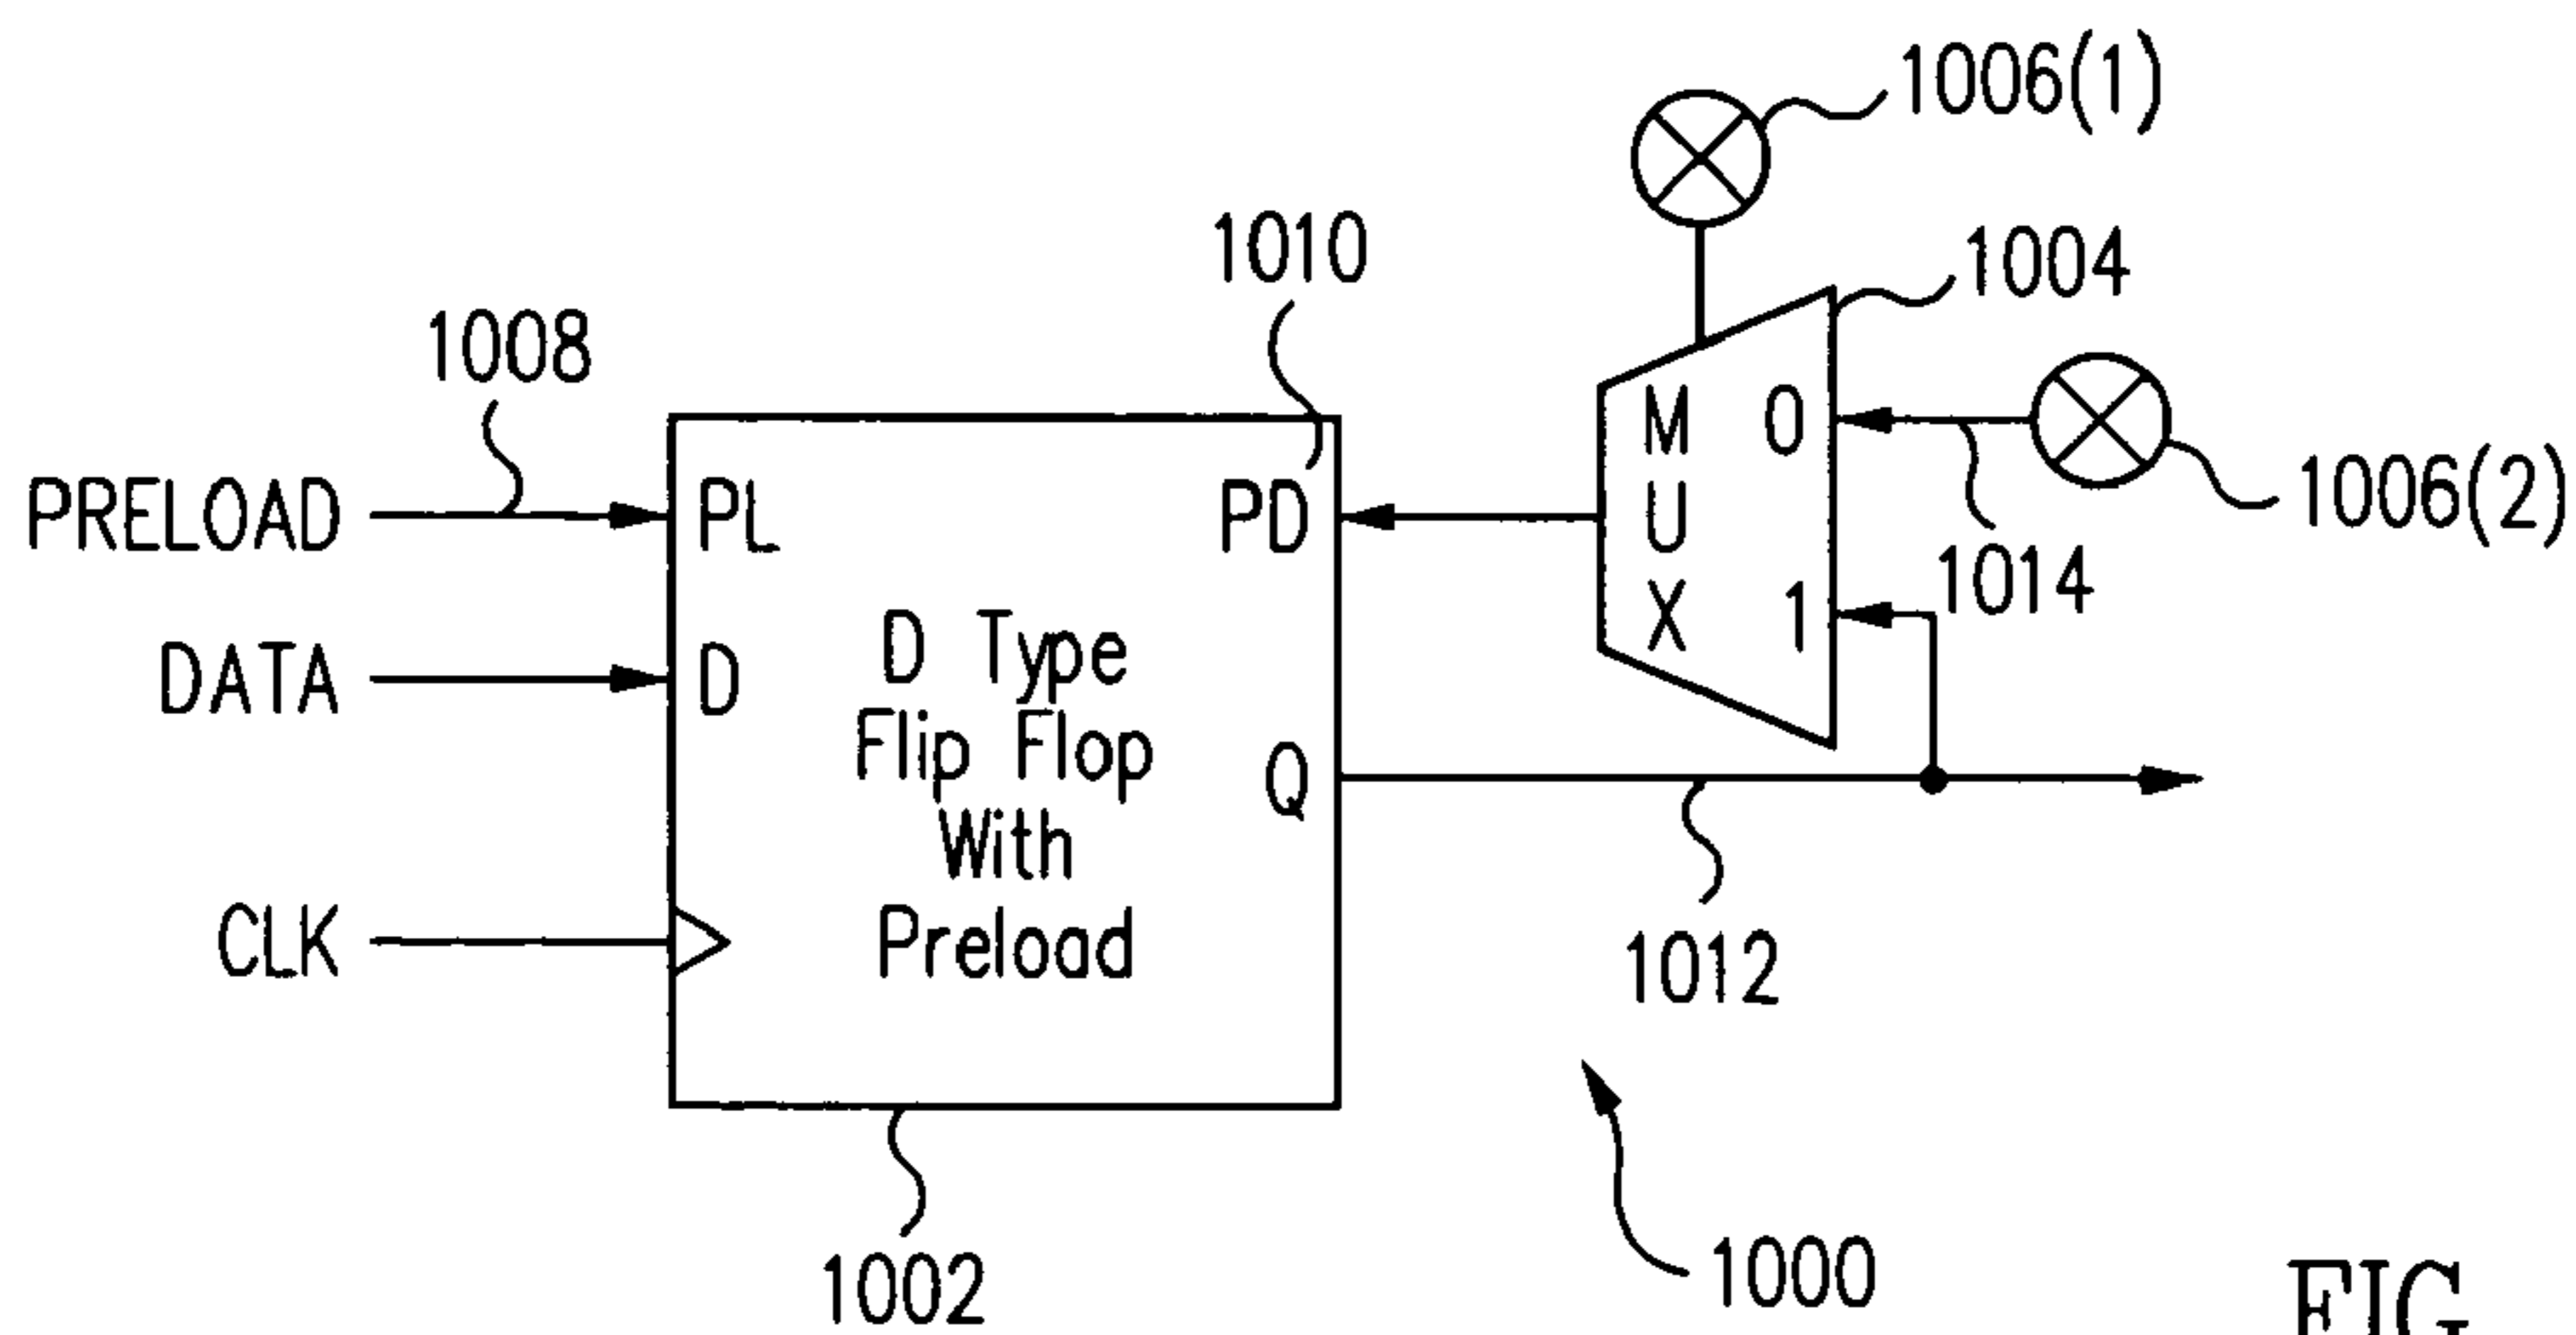 1006(1)
1010
1004
1008
M
U
X
0
1
1006(2)
1014
PRELOAD
PL
PD
DATA
D
D Type
Flip Flop
With
Preload
Q
CLK
1012
1002
1000
FIG